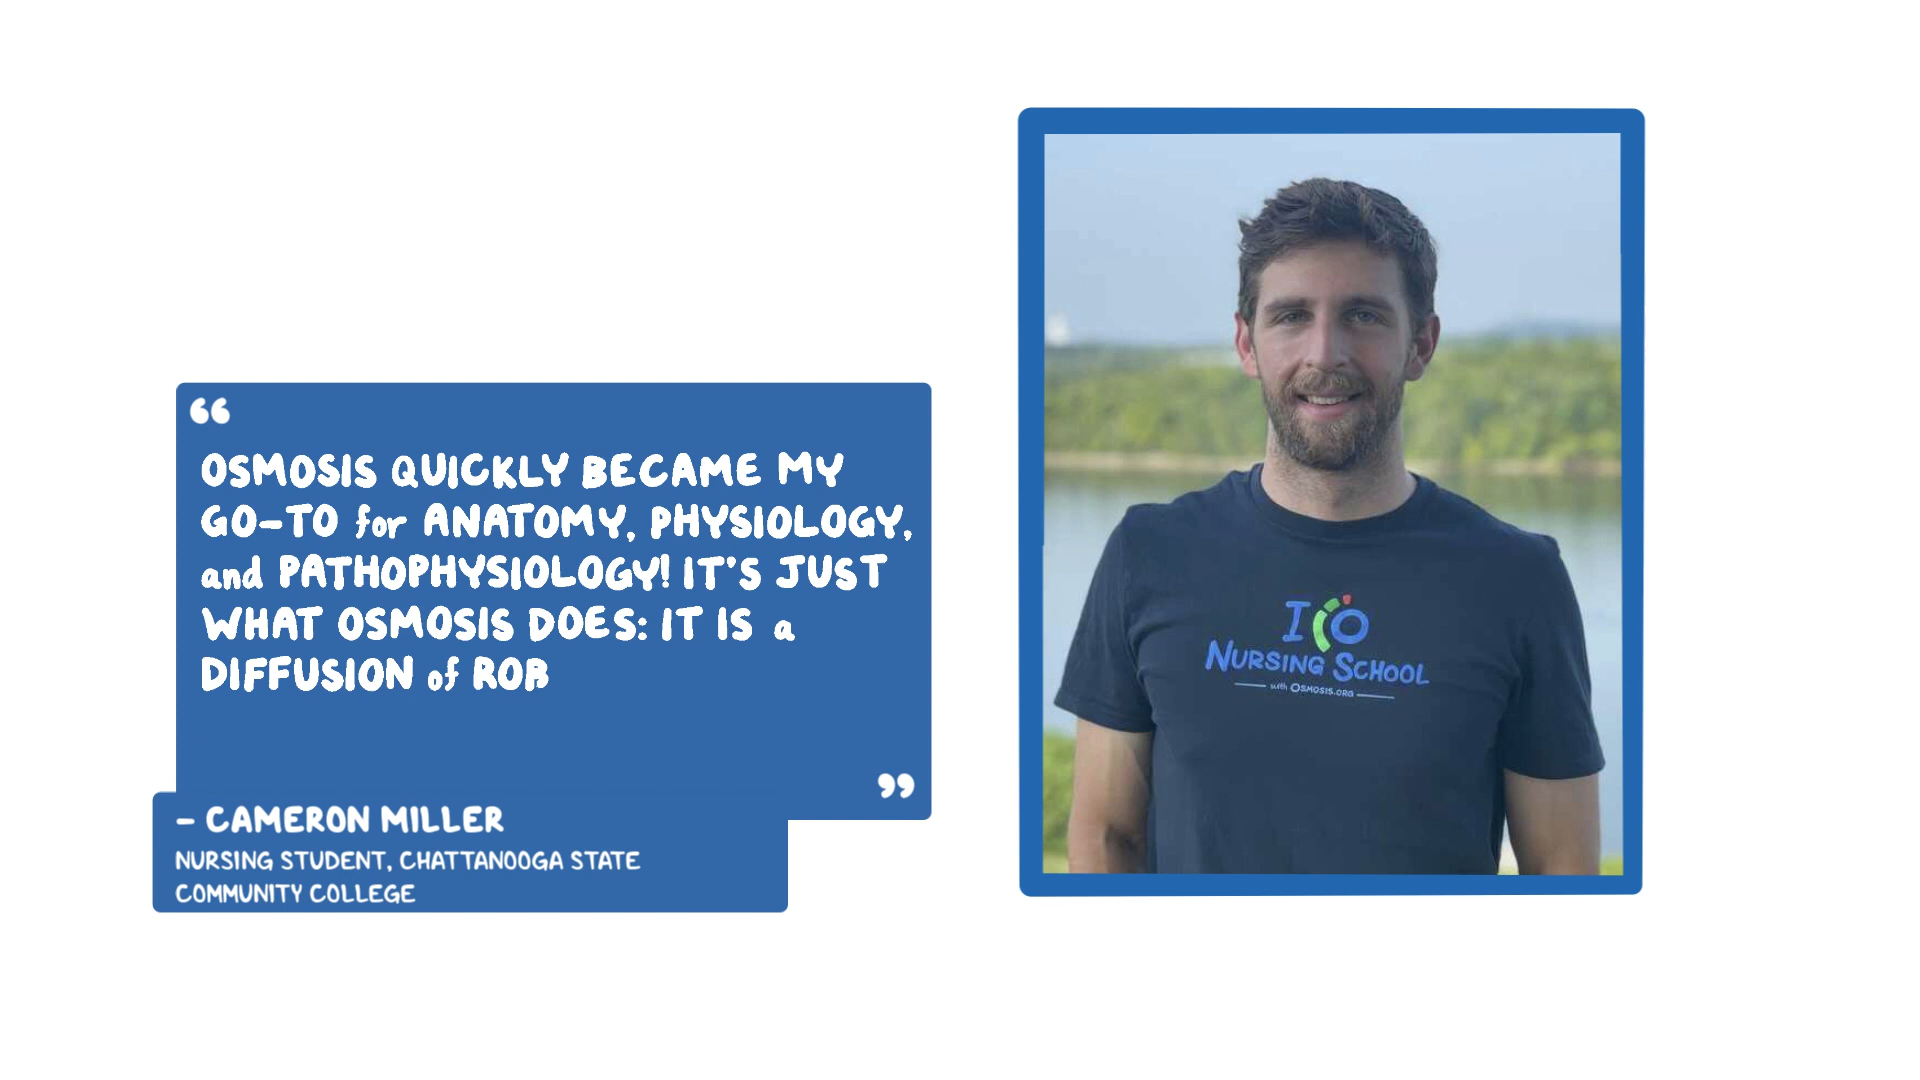 “
OSMOSIS QUICKLY BECAME MY
GO-TO for ANATOMY, PHYSIOLOGY,
and PATHOPHYSIOLOGY! IT'S JUST
WHAT OSMOSIS DOES: IT IS a
DIFFUSION of ROB
”
- CAMERON MILLER
NURSING STUDENT, CHATTANOOGA STATE
COMMUNITY COLLEGE
I O
NURSING SCHOOL
with OSMOSIS.ORG